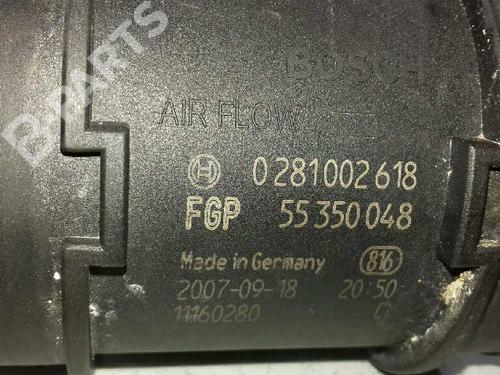 B-PARTS
BOSCH
AIR FLOW
0 281 002 618
FGP 55 350 048
Made in Germany 816
2007-09-18 20:50
11160280 C